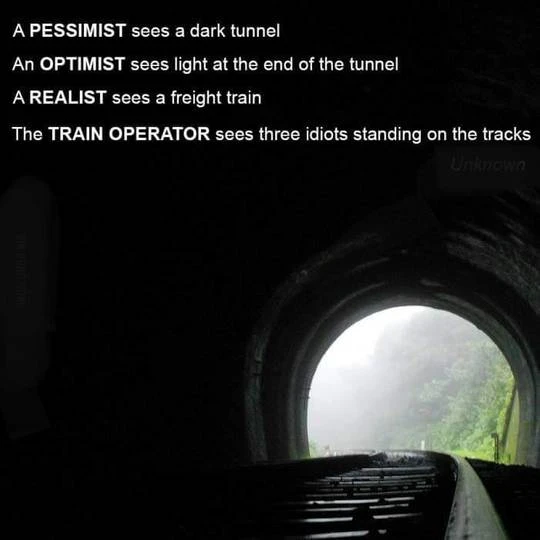 A PESSIMIST sees a dark tunnel
An OPTIMIST sees light at the end of the tunnel
A REALIST sees a freight train
The TRAIN OPERATOR sees three idiots standing on the tracks
Unknown